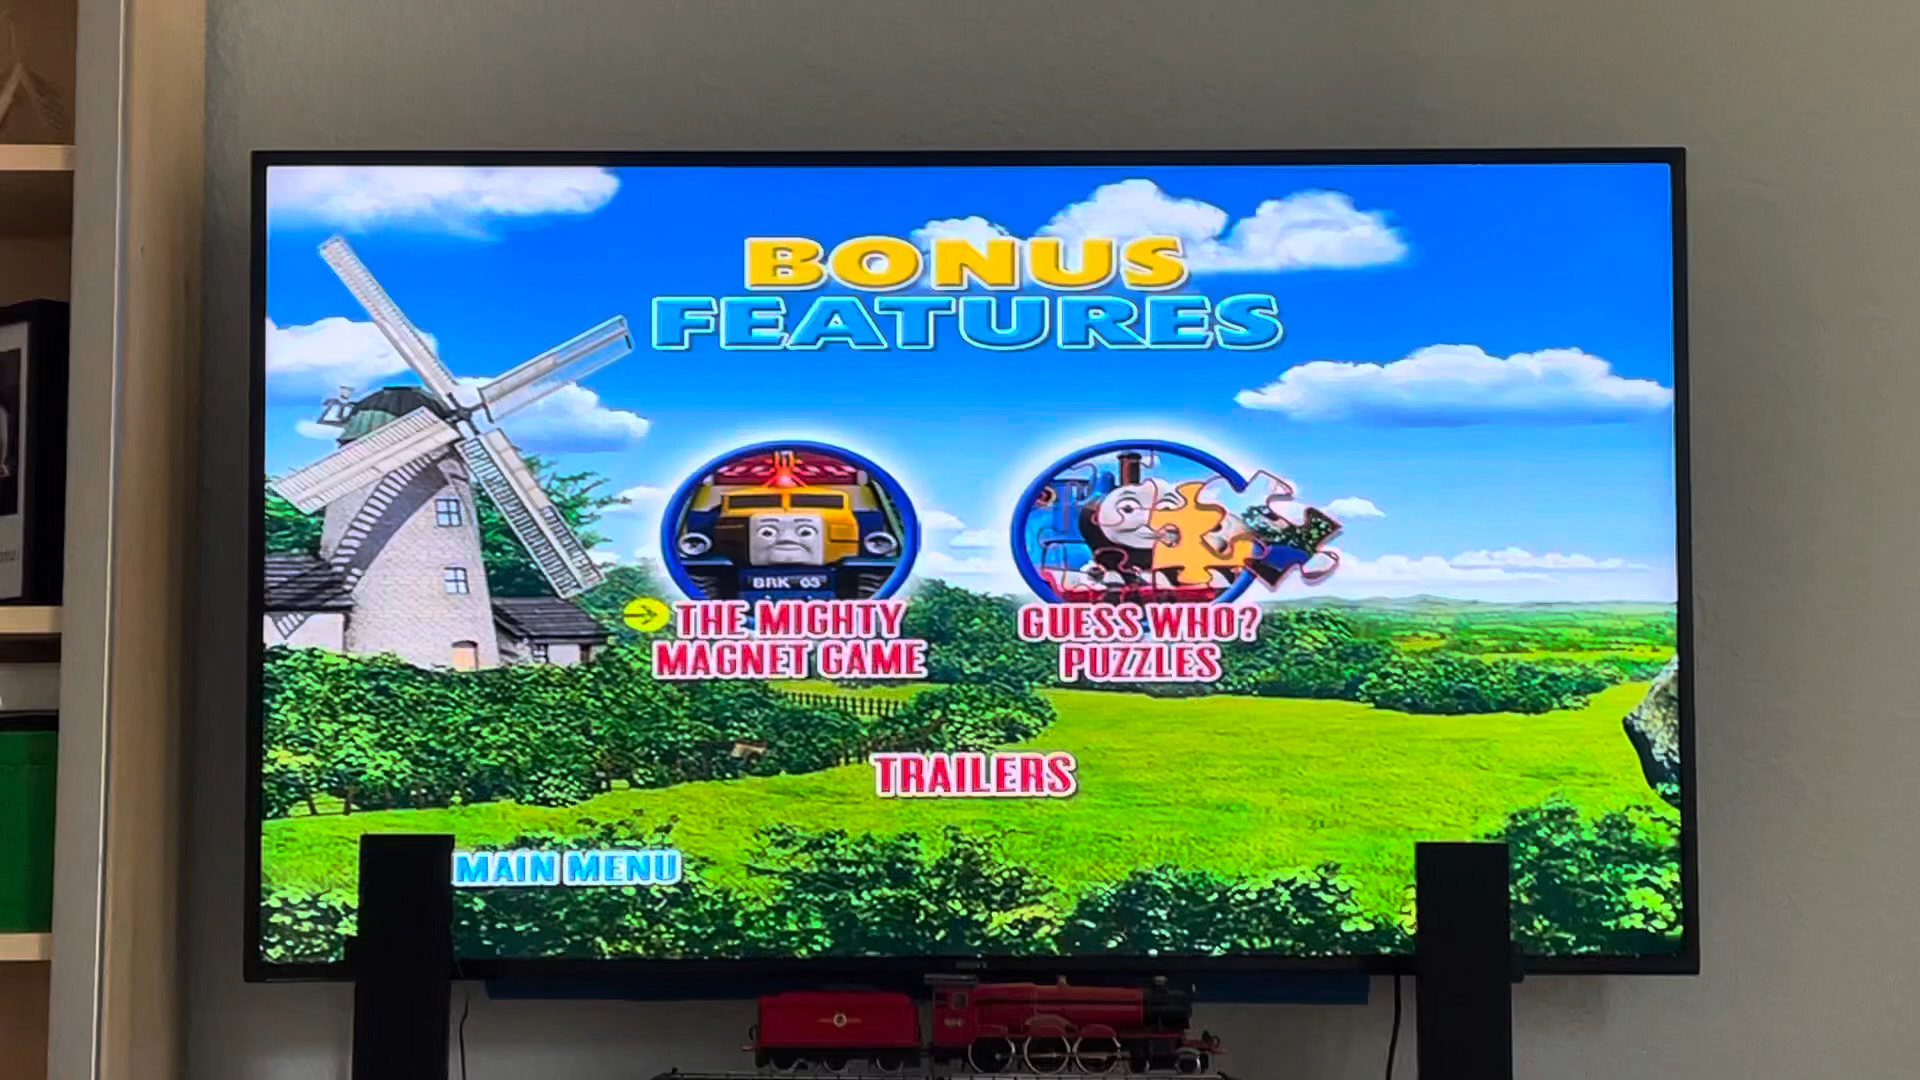 BONUS
FEATURES
BRK 03
THE MIGHTY
MAGNET GAME
GUESS WHO?
PUZZLES
TRAILERS
MAIN MENU